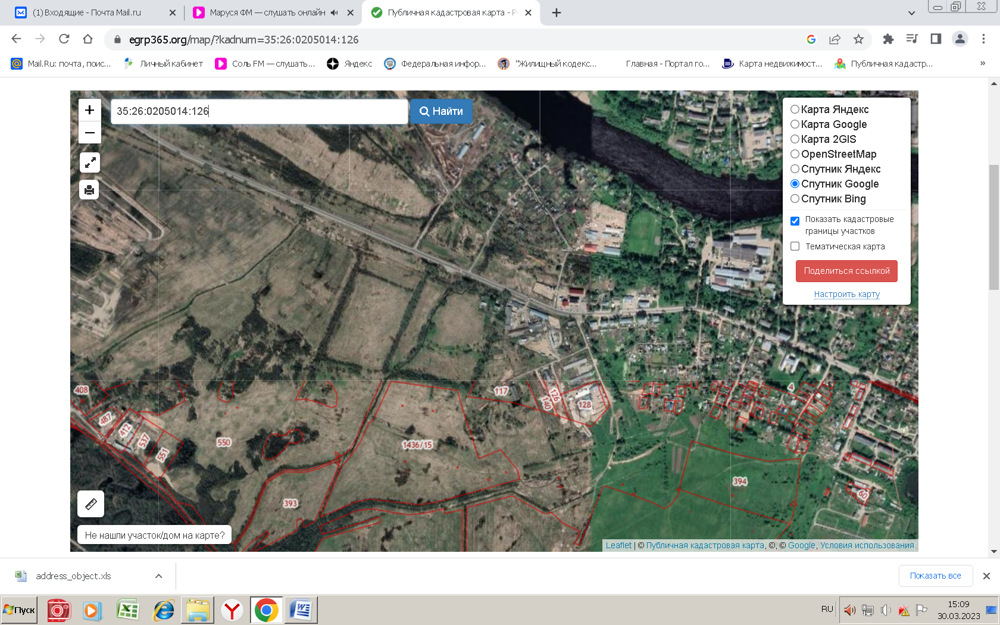 (1) Входящие - Почта Mail.ru
Маруся ФМ — слушать онлайн
Публичная кадастровая карта - Р
egrp365.org/map/?kadnum=35:26:0205014:126
Mail.Ru: почта, поис...
Личный кабинет
Соль FM — слушать...
Яндекс
Федеральная инфор...
"Жилищный кодекс...
Главная - Портал го...
Карта недвижимост...
Публичная кадастр...
»
+
35:26:0205014:126
Найти
−
Карта Яндекс
Карта Google
Карта 2GIS
OpenStreetMap
Спутник Яндекс
Спутник Google
Спутник Bing
Показать кадастровые
границы участков
Тематическая карта
Поделиться ссылкой
Настроить карту
408
487
412
537
551
550
393
1436/15
117
140
126
128
4
394
60
Не нашли участок/дом на карте?
Leaflet | © Публичная кадастровая карта, ©, © Google, Условия использования
address_object.xls
Показать все
Пуск
RU
15:09
30.03.2023